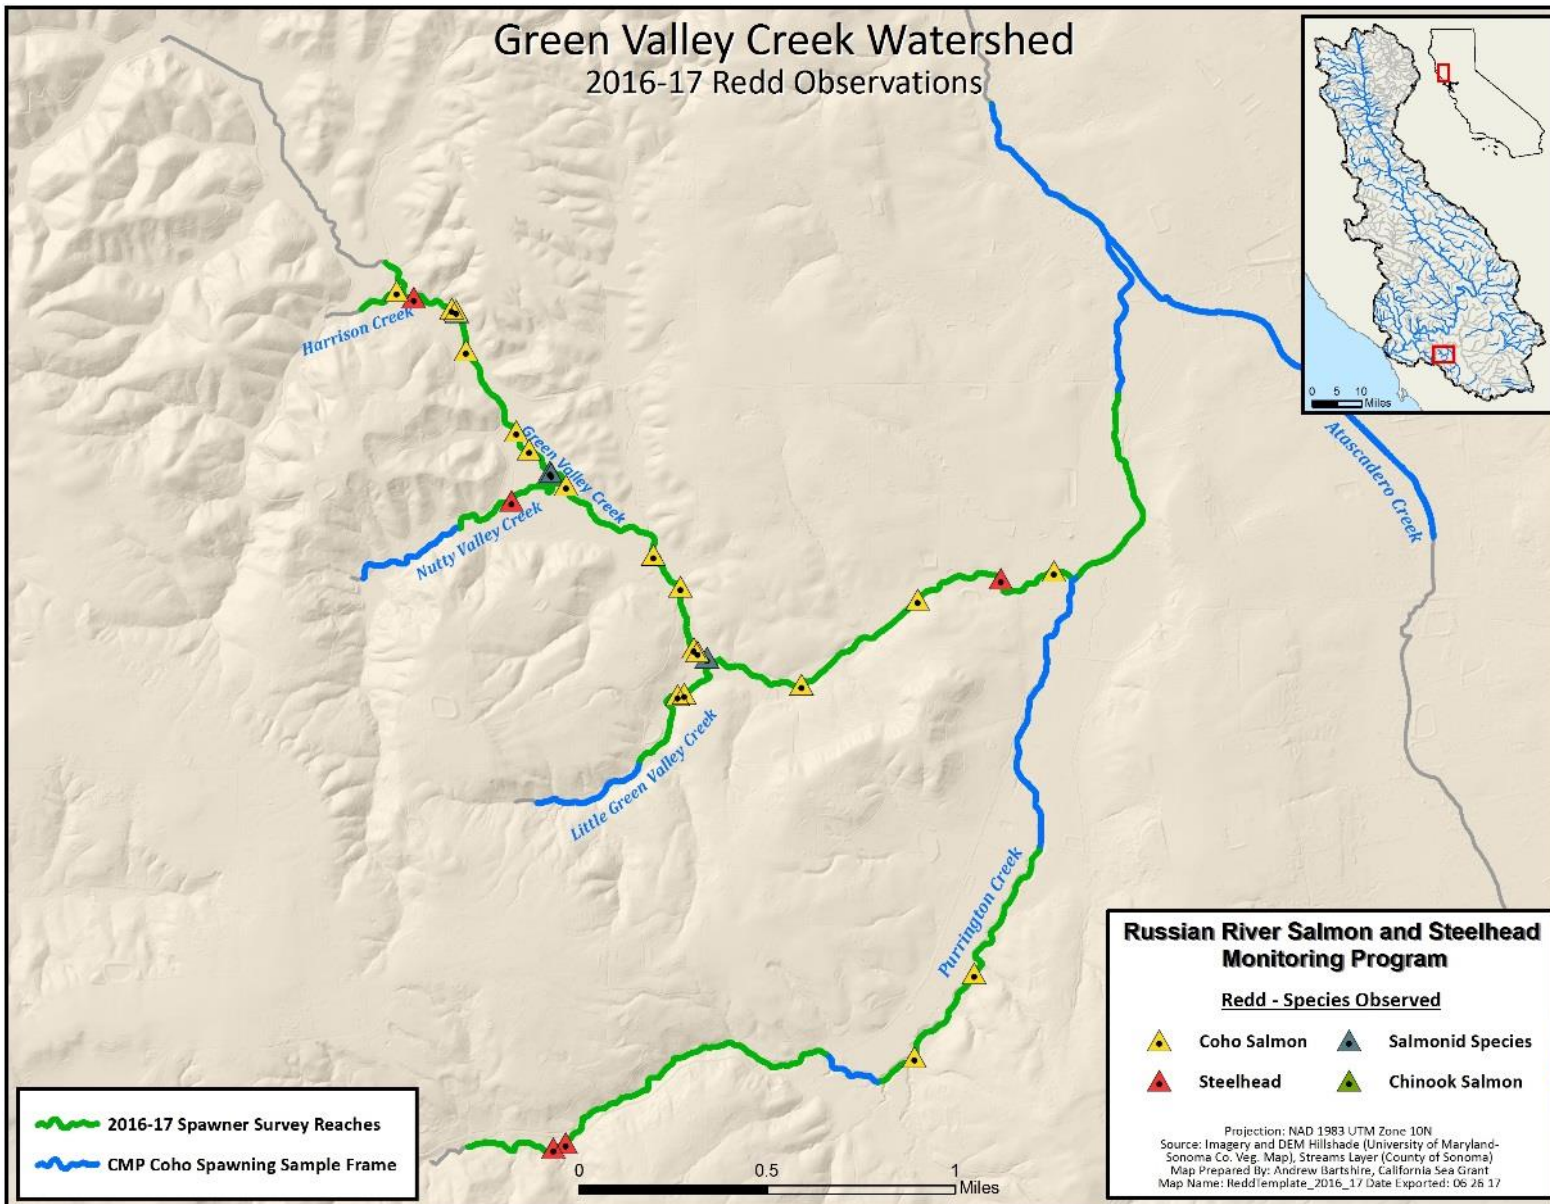 Green Valley Creek Watershed
2016-17 Redd Observations
0 5 10
Miles
Harrison Creek
Green Valley Creek
Nutty Valley Creek
Atascadero Creek
Little Green Valley Creek
Purrington Creek
Russian River Salmon and Steelhead
Monitoring Program
Redd - Species Observed
Coho Salmon
Salmonid Species
Steelhead
Chinook Salmon
Projection: NAD 1983 UTM Zone 10N
Source: Imagery and DEM Hillshade (University of Maryland-
Sonoma Co. Veg. Map), Streams Layer (County of Sonoma)
Map Prepared By: Andrew Bartshire, California Sea Grant
Map Name: ReddTemplate_2016_17 Date Exported: 06 26 17
2016-17 Spawner Survey Reaches
CMP Coho Spawning Sample Frame
0 0.5 1
Miles